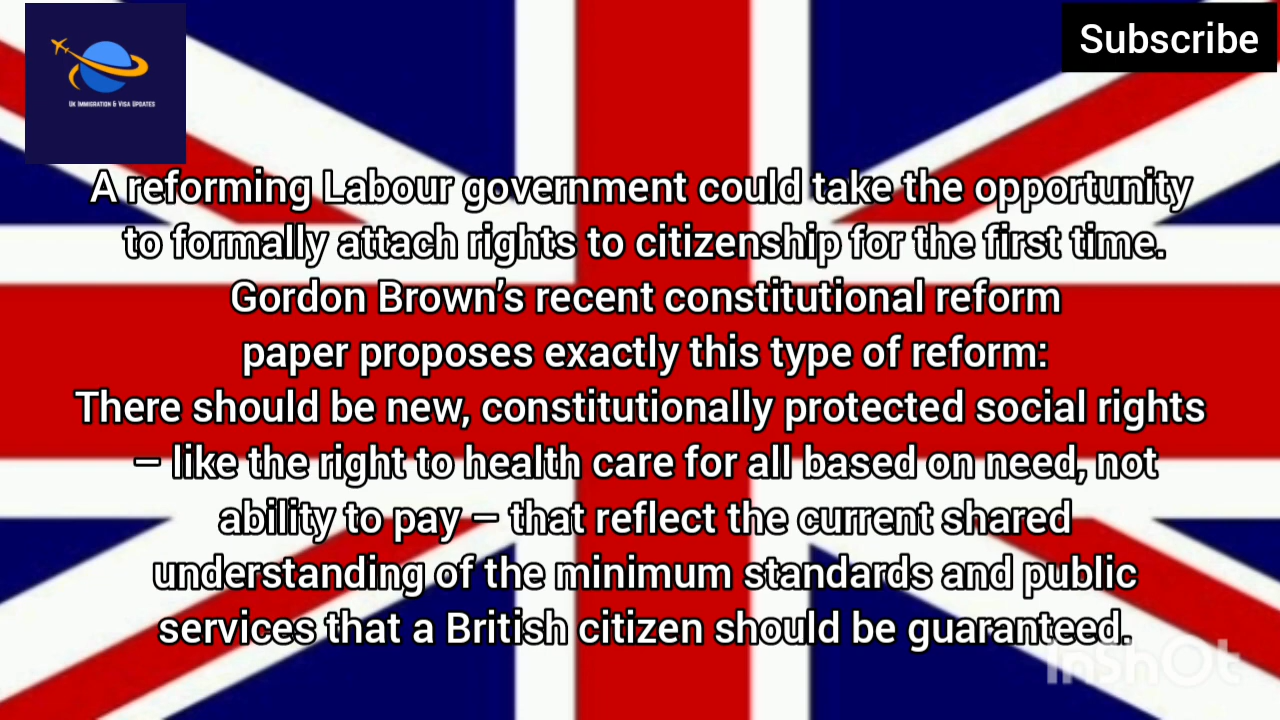 UK Immigration & Visa Updates
Subscribe
A reforming Labour government could take the opportunity
to formally attach rights to citizenship for the first time.
Gordon Brown’s recent constitutional reform
paper proposes exactly this type of reform:
There should be new, constitutionally protected social rights
– like the right to health care for all based on need, not
ability to pay – that reflect the current shared
understanding of the minimum standards and public
services that a British citizen should be guaranteed.
InShOt